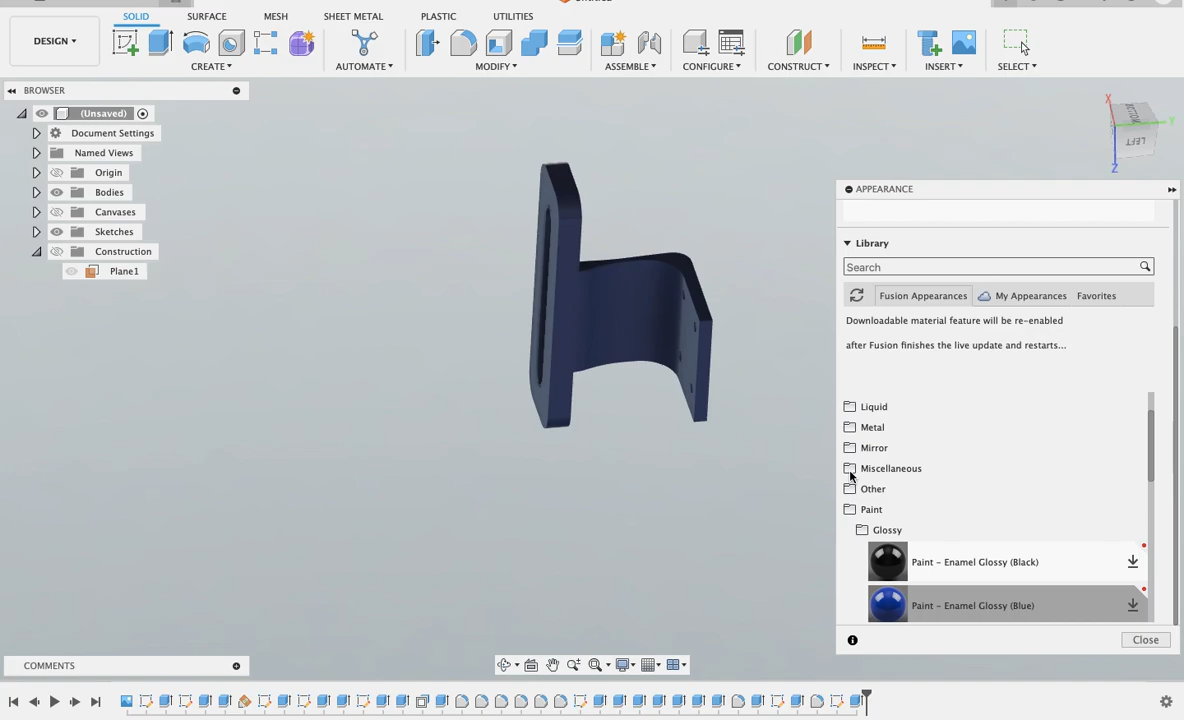 SOLID SURFACE MESH SHEET METAL PLASTIC UTILITIES
DESIGN
CREATE AUTOMATE MODIFY ASSEMBLE CONFIGURE CONSTRUCT INSPECT INSERT SELECT
BROWSER
(Unsaved)
Document Settings
Named Views
Origin
Bodies
Canvases
Sketches
Construction
Plane1
X
Y
Z
BOTTOM
LEFT
APPEARANCE
Library
Search
Fusion Appearances My Appearances Favorites
Downloadable material feature will be re-enabled
after Fusion finishes the live update and restarts...
Liquid
Metal
Mirror
Miscellaneous
Other
Paint
Glossy
Paint - Enamel Glossy (Black)
Paint - Enamel Glossy (Blue)
Close
COMMENTS